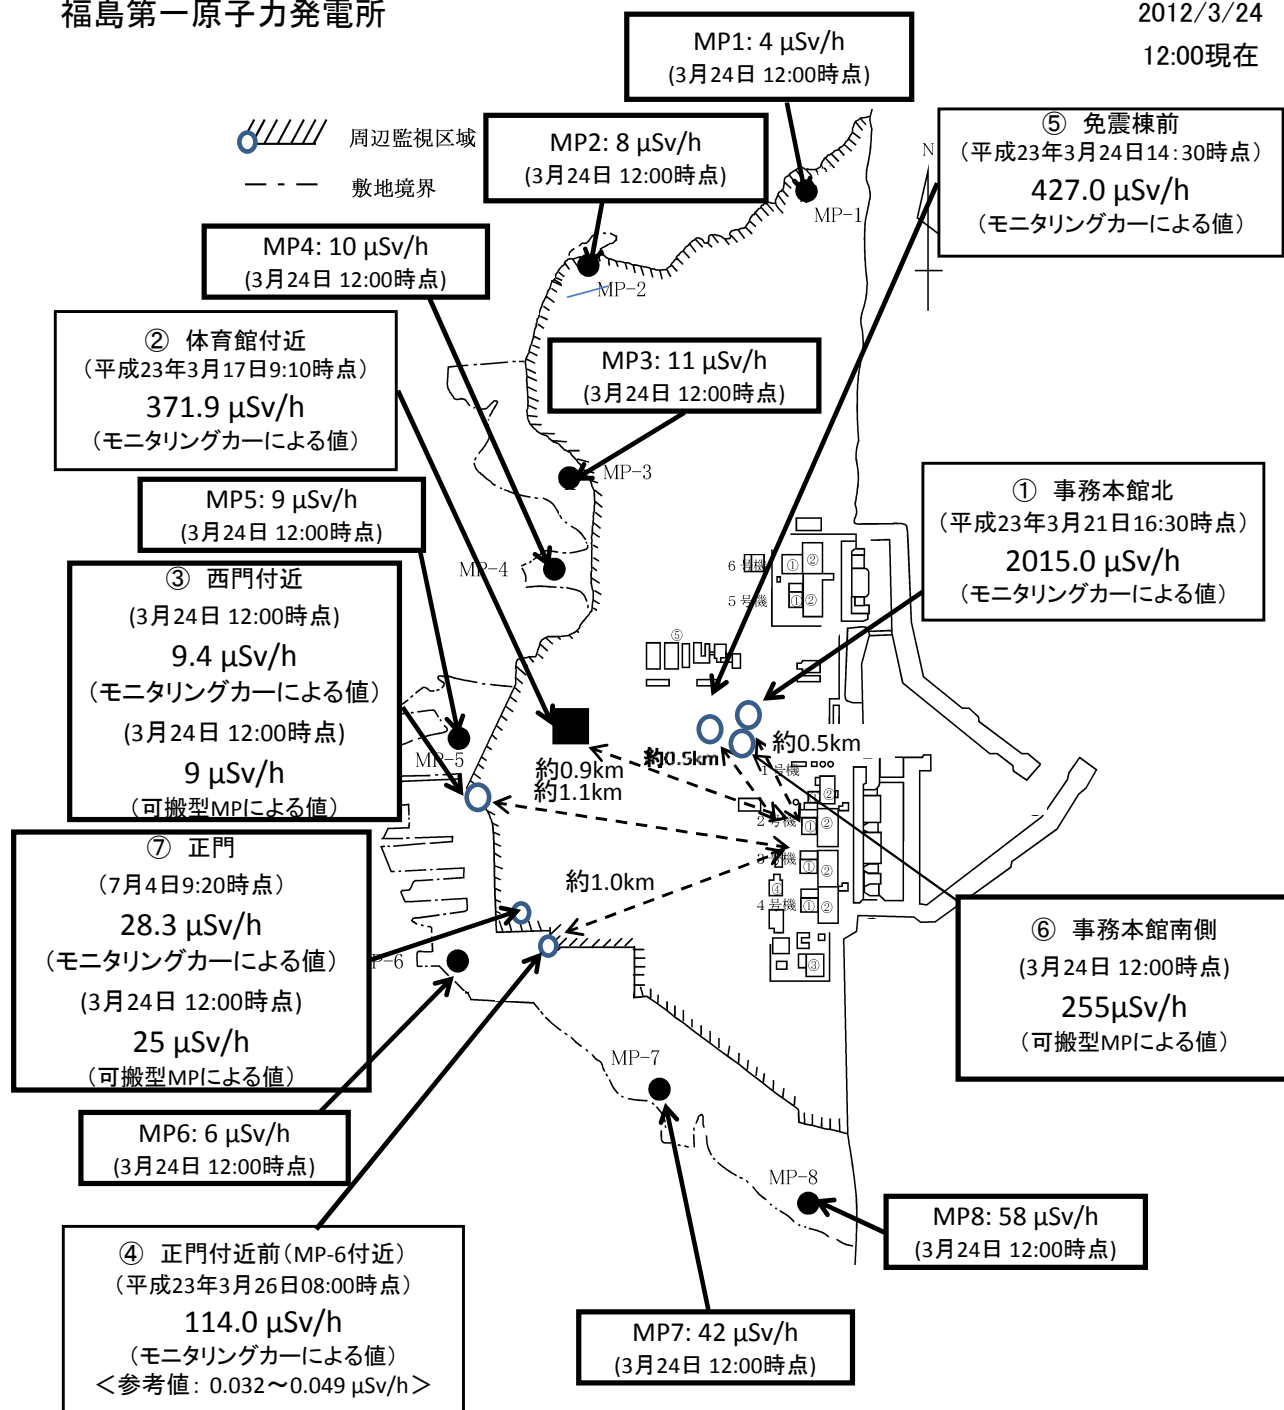 福島第一原子力発電所
2012/3/24
12:00現在
MP1: 4 μSv/h
(3月24日 12:00時点)
周辺監視区域
敷地境界
MP2: 8 μSv/h
(3月24日 12:00時点)
⑤ 免震棟前
(平成23年3月24日14:30時点)
427.0 μSv/h
(モニタリングカーによる値)
N
MP-1
MP4: 10 μSv/h
(3月24日 12:00時点)
MP-2
② 体育館付近
(平成23年3月17日9:10時点)
371.9 μSv/h
(モニタリングカーによる値)
MP3: 11 μSv/h
(3月24日 12:00時点)
MP-3
MP5: 9 μSv/h
(3月24日 12:00時点)
① 事務本館北
(平成23年3月21日16:30時点)
2015.0 μSv/h
(モニタリングカーによる値)
MP-4
6号機
① ②
5号機
① ②
③ 西門付近
(3月24日 12:00時点)
9.4 μSv/h
(モニタリングカーによる値)
(3月24日 12:00時点)
9 μSv/h
(可搬型MPによる値)
⑤
MP-5
約0.9km
約1.1km
約0.5km
約0.5km
1号機
① ②
2号機
① ②
3号機
① ②
④
4号機
① ②
③
約1.0km
⑦ 正門
(7月4日9:20時点)
28.3 μSv/h
(モニタリングカーによる値)
(3月24日 12:00時点)
25 μSv/h
(可搬型MPによる値)
P-6
⑥ 事務本館南側
(3月24日 12:00時点)
255μSv/h
(可搬型MPによる値)
MP-7
MP6: 6 μSv/h
(3月24日 12:00時点)
MP-8
MP8: 58 μSv/h
(3月24日 12:00時点)
④ 正門付近前(MP-6付近)
(平成23年3月26日08:00時点)
114.0 μSv/h
(モニタリングカーによる値)
<参考値: 0.032～0.049 μSv/h>
MP7: 42 μSv/h
(3月24日 12:00時点)